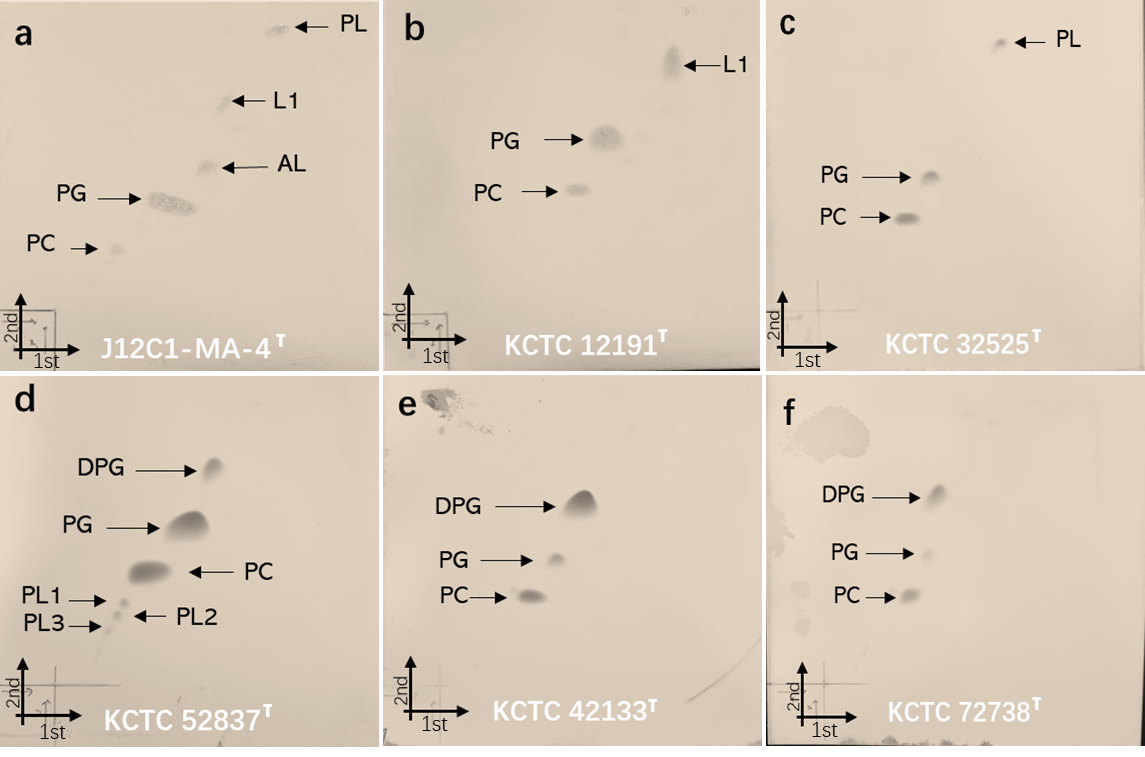 a
PL
L1
AL
PG
PC
2nd
1st
J12C1-MA-4ᵀ
b
L1
PG
PC
2nd
1st
KCTC 12191ᵀ
c
PL
PG
PC
2nd
1st
KCTC 32525ᵀ
d
DPG
PG
PC
PL1
PL2
PL3
2nd
1st
KCTC 52837ᵀ
e
DPG
PG
PC
2nd
1st
KCTC 42133ᵀ
f
DPG
PG
PC
2nd
1st
KCTC 72738ᵀ